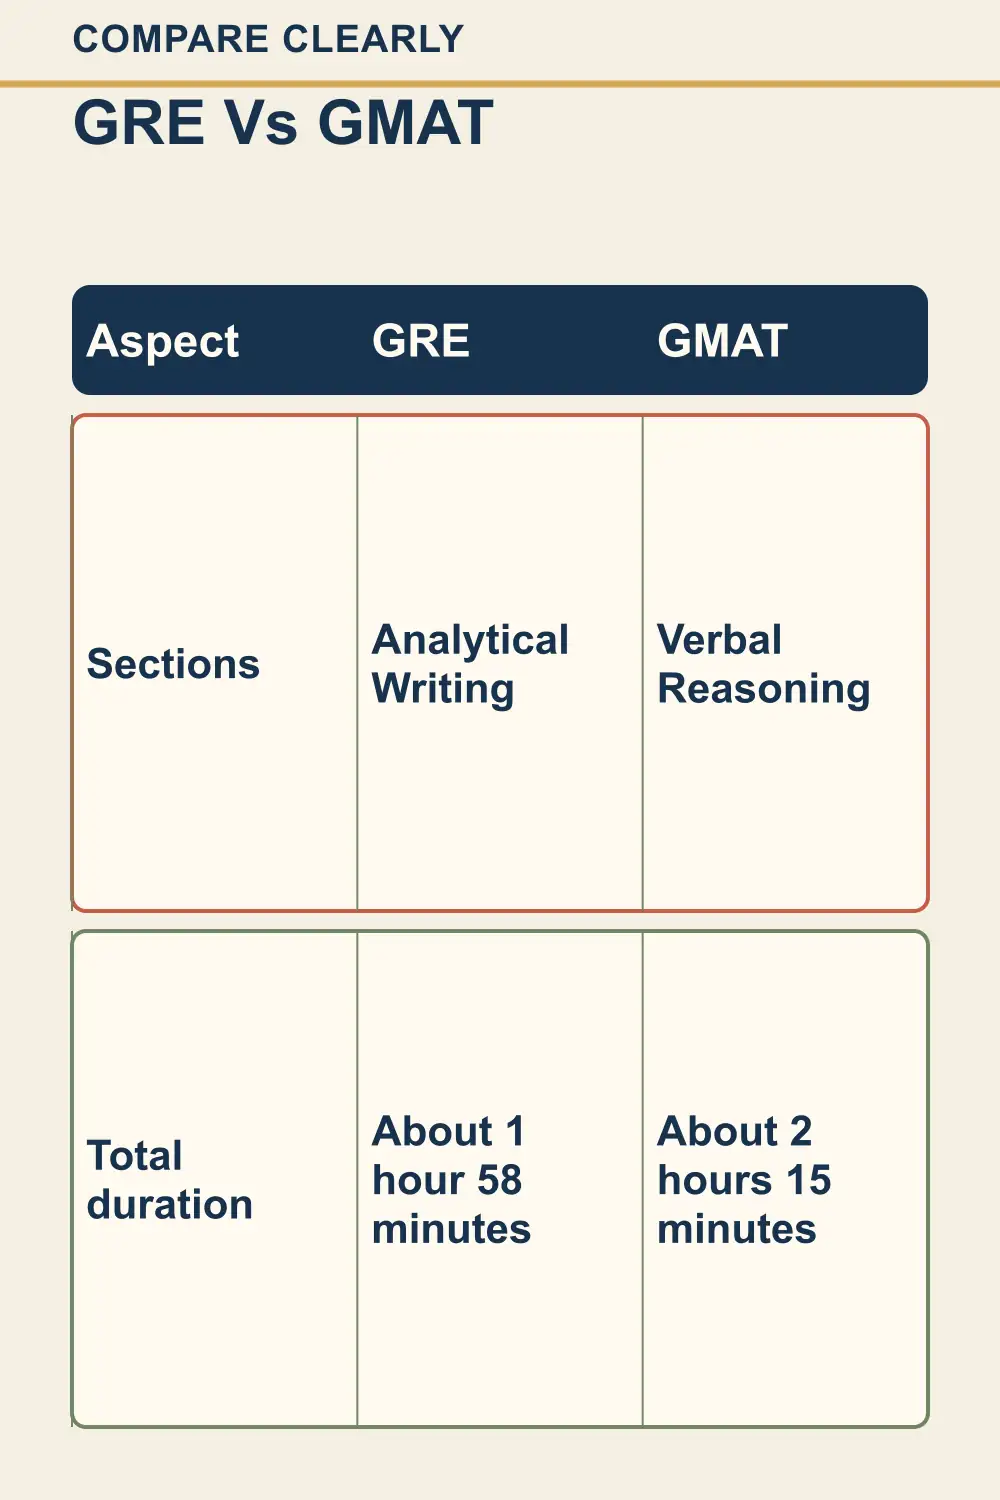 COMPARE CLEARLY
GRE Vs GMAT
Aspect GRE GMAT
Sections
Analytical
Writing
Verbal
Reasoning
Total
duration
About 1
hour 58
minutes
About 2
hours 15
minutes